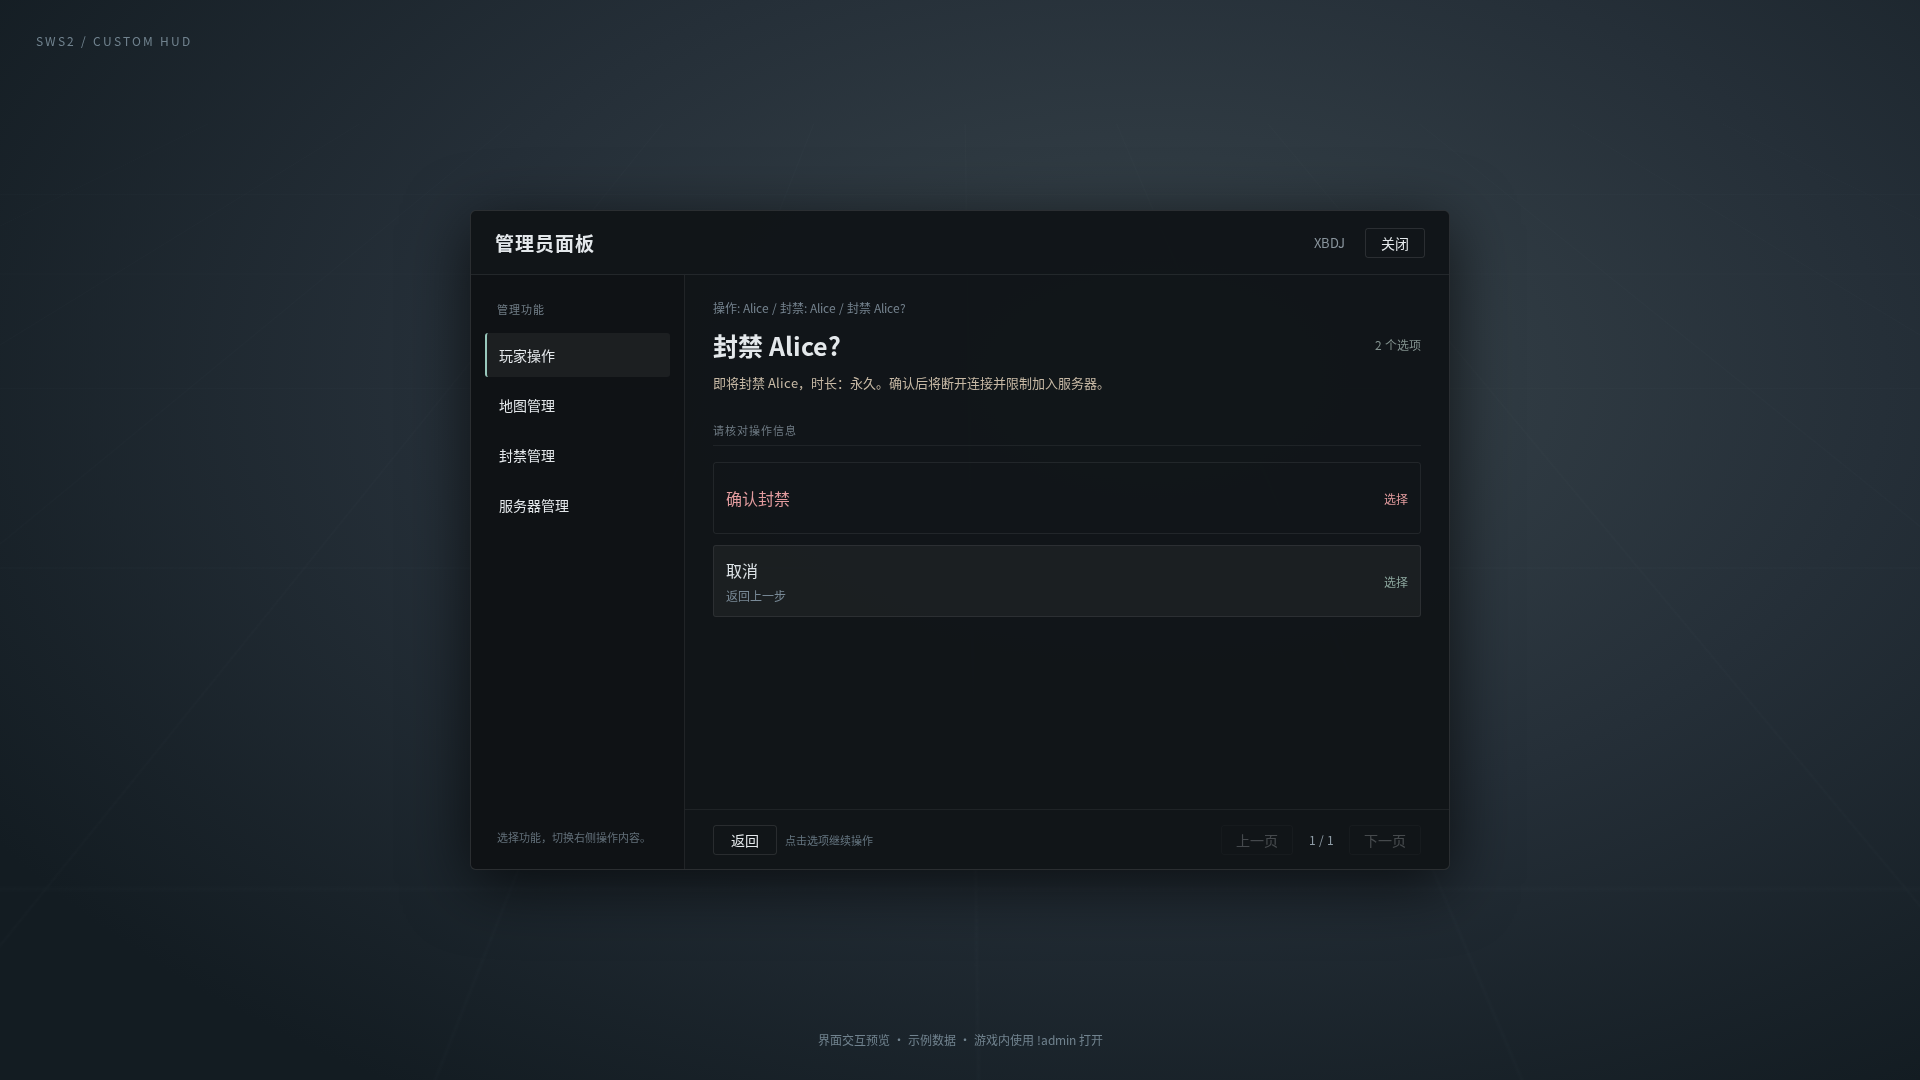 SWS2 / CUSTOM HUD
管理员面板
XBDJ
关闭
管理功能
玩家操作
地图管理
封禁管理
服务器管理
选择功能，切换右侧操作内容。
操作: Alice / 封禁: Alice / 封禁 Alice?
封禁 Alice?
2 个选项
即将封禁 Alice，时长：永久。确认后将断开连接并限制加入服务器。
请核对操作信息
确认封禁
选择
取消
返回上一步
选择
返回
点击选项继续操作
上一页
1 / 1
下一页
界面交互预览 · 示例数据 · 游戏内使用 !admin 打开